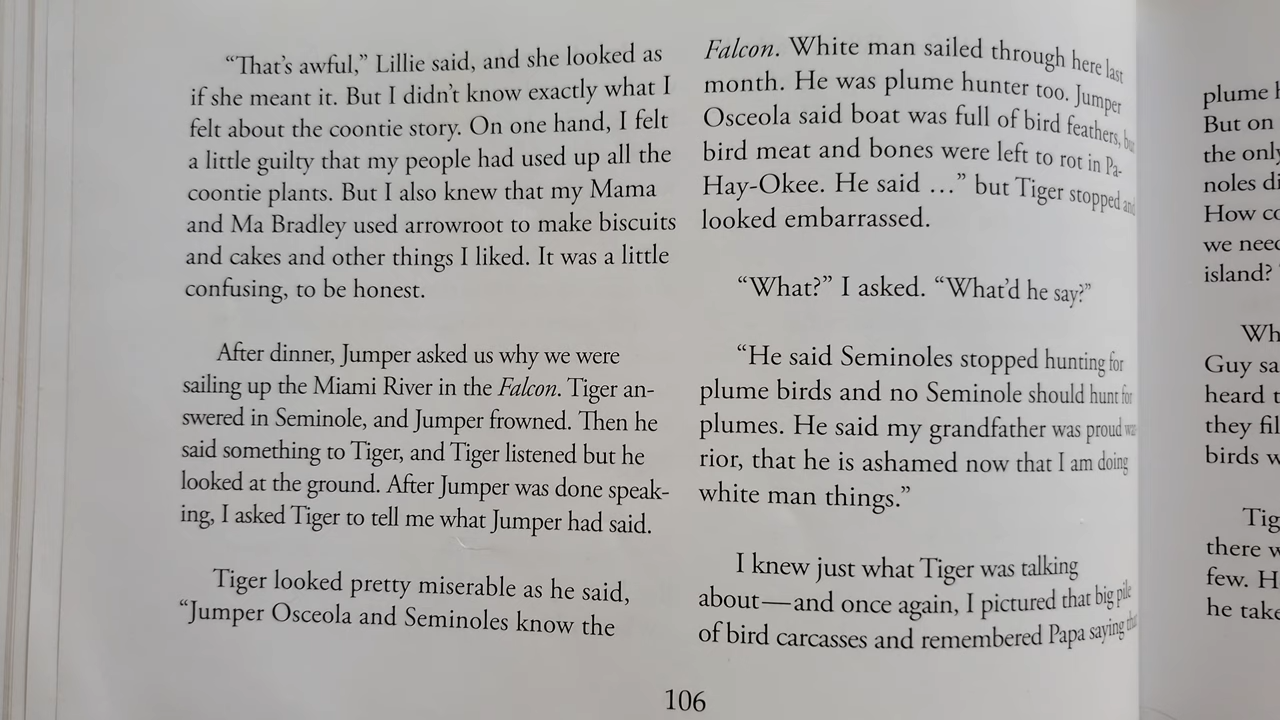 “That’s awful,” Lillie said, and she looked as
if she meant it. But I didn’t know exactly what I
felt about the coontie story. On one hand, I felt
a little guilty that my people had used up all the
coontie plants. But I also knew that my Mama
and Ma Bradley used arrowroot to make biscuits
and cakes and other things I liked. It was a little
confusing, to be honest.
After dinner, Jumper asked us why we were
sailing up the Miami River in the Falcon. Tiger an-
swered in Seminole, and Jumper frowned. Then he
said something to Tiger, and Tiger listened but he
looked at the ground. After Jumper was done speak-
ing, I asked Tiger to tell me what Jumper had said.
Tiger looked pretty miserable as he said,
“Jumper Osceola and Seminoles know the
Falcon. White man sailed through here last
month. He was plume hunter too. Jumper
Osceola said boat was full of bird feathers,
bird meat and bones were left to rot in Pa-
Hay-Okee. He said …” but Tiger stopped and
looked embarrassed.
“What?” I asked. “What’d he say?”
“He said Seminoles stopped hunting for
plume birds and no Seminole should hunt for
plumes. He said my grandfather was proud
rior, that he is ashamed now that I am doing
white man things.”
I knew just what Tiger was talking
about—and once again, I pictured that big pile
of bird carcasses and remembered Papa saying
106
plume
But on
the only
noles
How
we
island?
Guy
heard
they
birds
there
few.
he